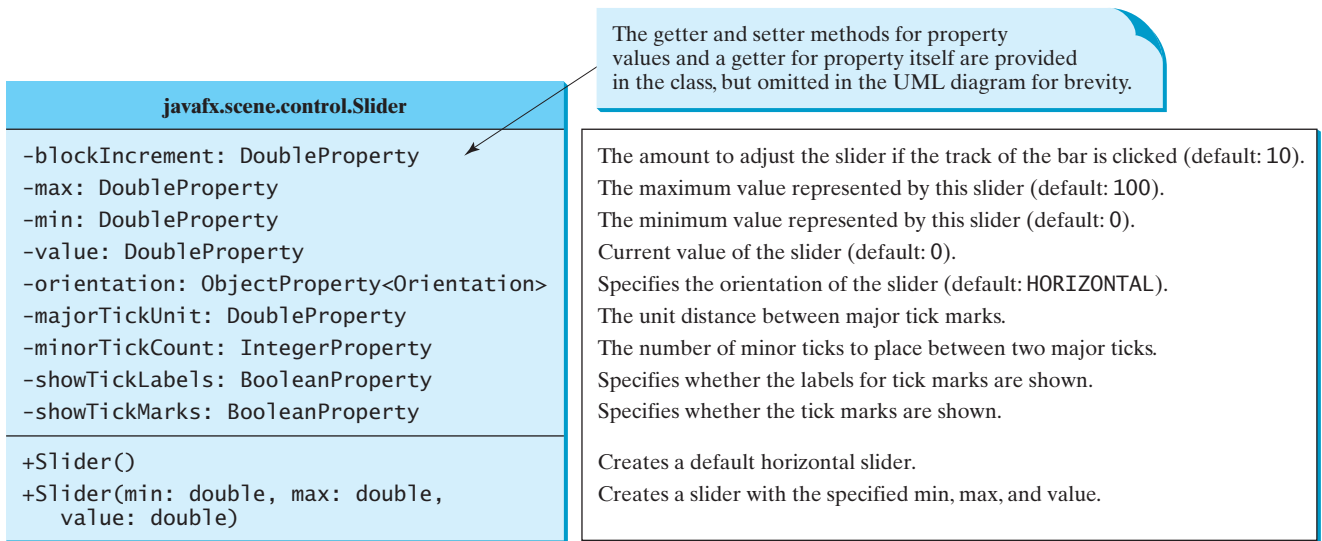 The getter and setter methods for property
values and a getter for property itself are provided
in the class, but omitted in the UML diagram for brevity.
javafx.scene.control.Slider
-blockIncrement: DoubleProperty
The amount to adjust the slider if the track of the bar is clicked (default: 10).
-max: DoubleProperty
The maximum value represented by this slider (default: 100).
-min: DoubleProperty
The minimum value represented by this slider (default: 0).
-value: DoubleProperty
Current value of the slider (default: 0).
-orientation: ObjectProperty<Orientation>
Specifies the orientation of the slider (default: HORIZONTAL).
-majorTickUnit: DoubleProperty
The unit distance between major tick marks.
-minorTickCount: IntegerProperty
The number of minor ticks to place between two major ticks.
-showTickLabels: BooleanProperty
Specifies whether the labels for tick marks are shown.
-showTickMarks: BooleanProperty
Specifies whether the tick marks are shown.
+Slider()
Creates a default horizontal slider.
+Slider(min: double, max: double,
value: double)
Creates a slider with the specified min, max, and value.